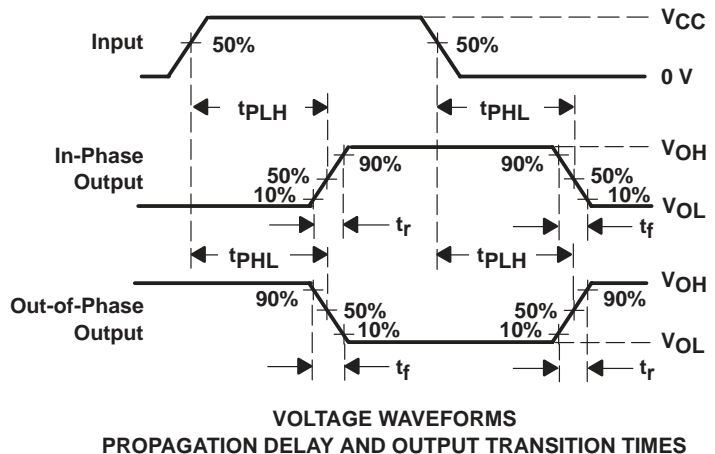 VCC
Input
50%
50%
0 V
tPLH
tPHL
In-Phase
Output
VOH
90%
90%
50%
50%
10%
10%
VOL
tr
tf
tPHL
tPLH
Out-of-Phase
Output
VOH
90%
90%
50%
50%
10%
10%
VOL
tf
tr
VOLTAGE WAVEFORMS
PROPAGATION DELAY AND OUTPUT TRANSITION TIMES